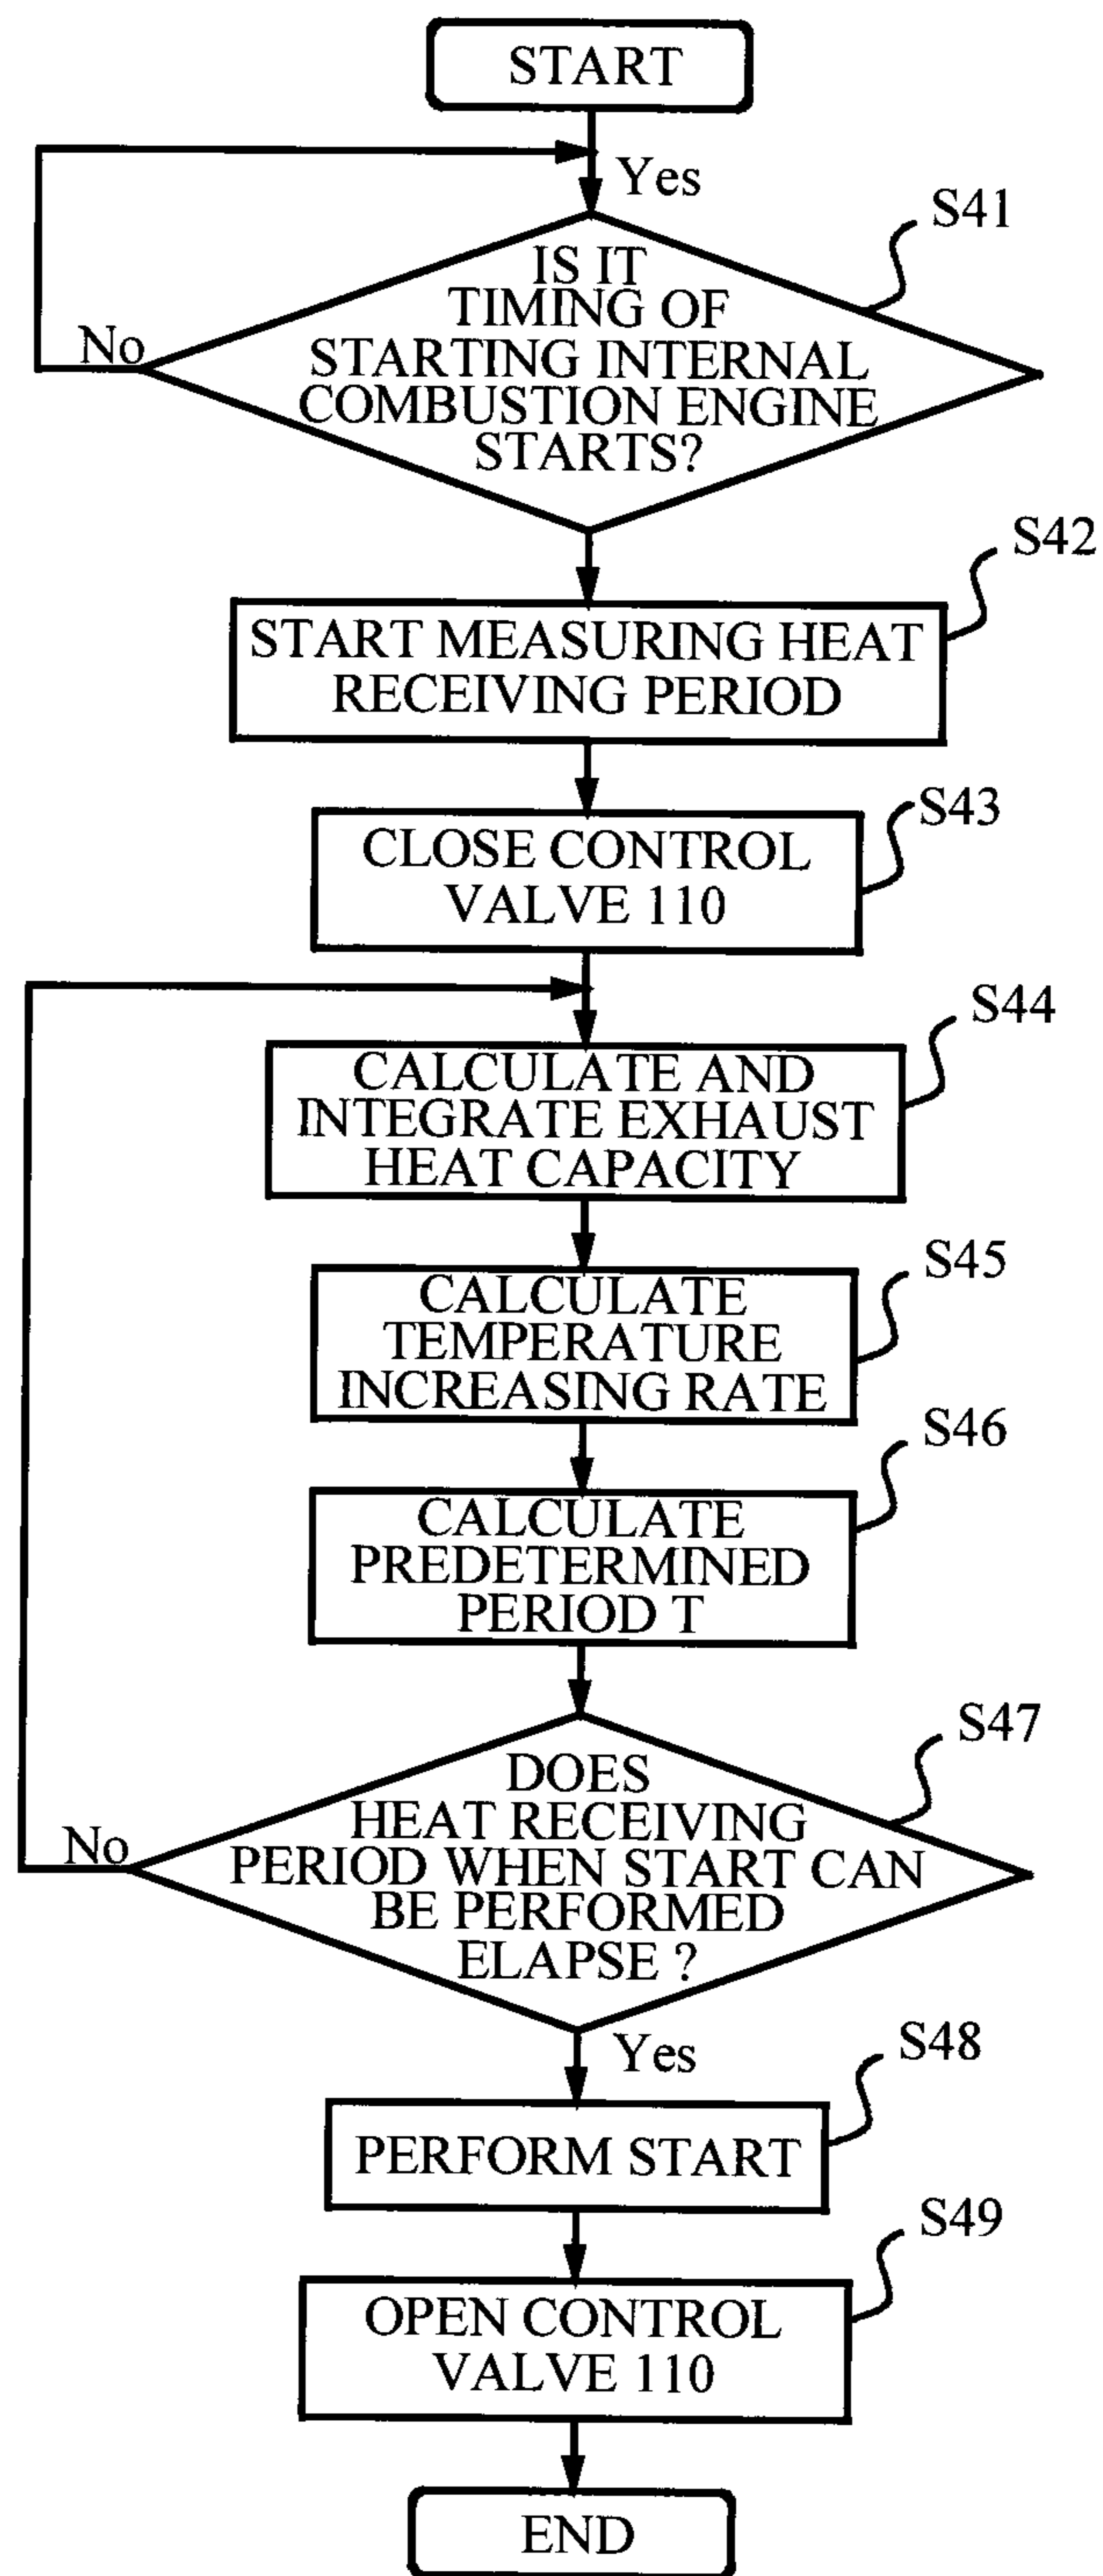 START
Yes
S41
IS IT
TIMING OF
STARTING INTERNAL
COMBUSTION ENGINE
STARTS?
No
S42
START MEASURING HEAT
RECEIVING PERIOD
S43
CLOSE CONTROL
VALVE 110
S44
CALCULATE AND
INTEGRATE EXHAUST
HEAT CAPACITY
S45
CALCULATE
TEMPERATURE
INCREASING RATE
S46
CALCULATE
PREDETERMINED
PERIOD T
S47
DOES
HEAT RECEIVING
PERIOD WHEN START CAN
BE PERFORMED
ELAPSE ?
No
Yes
S48
PERFORM START
S49
OPEN CONTROL
VALVE 110
END